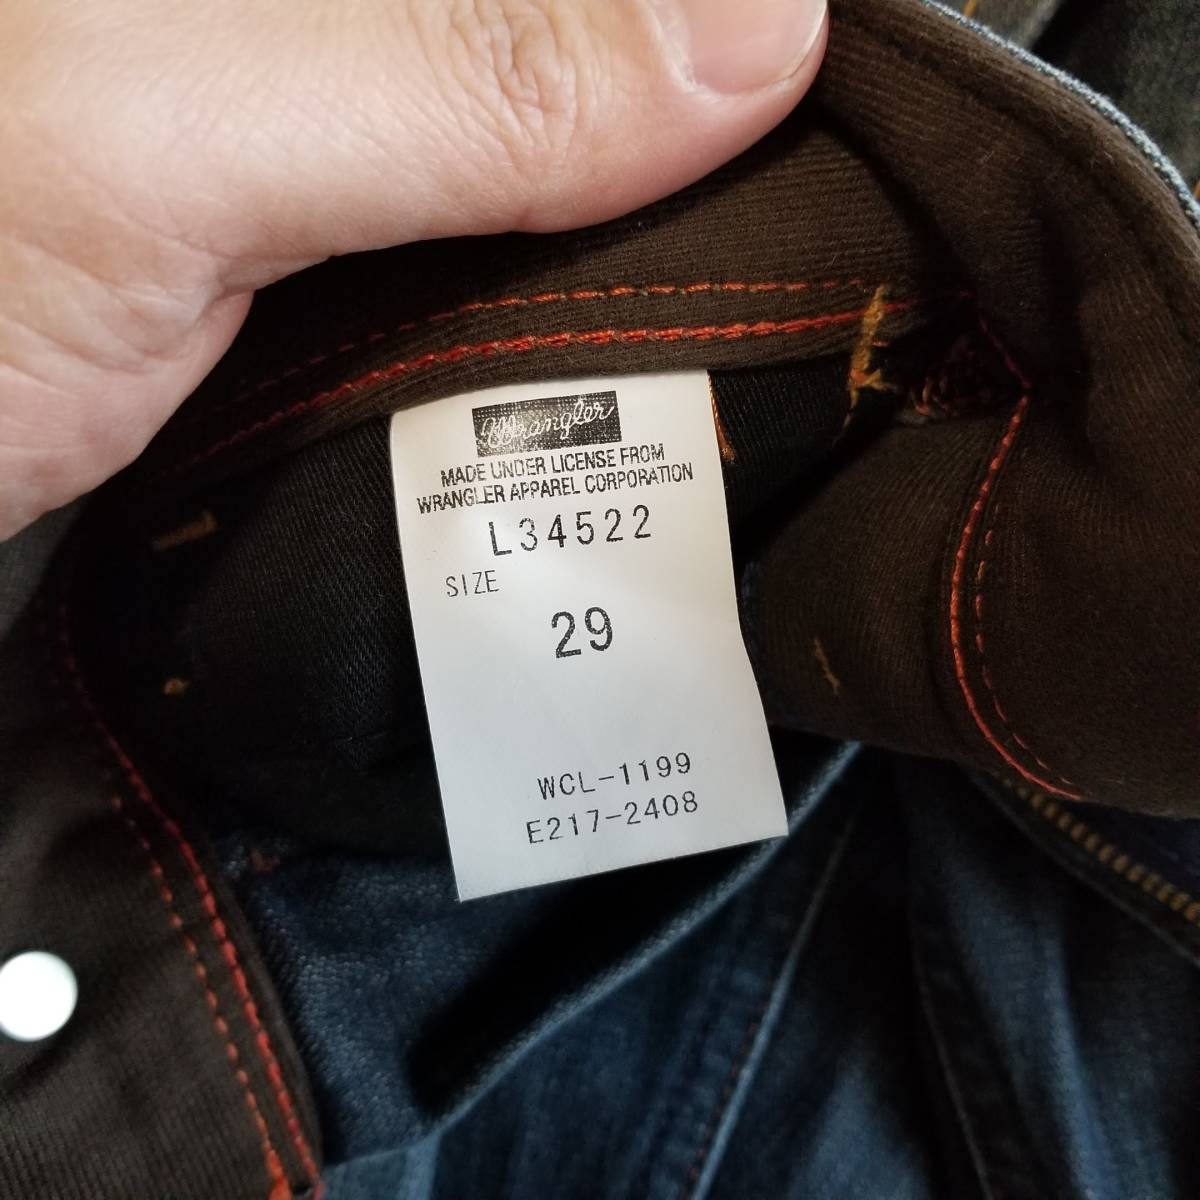 Wrangler
MADE UNDER LICENSE FROM
WRANGLER APPAREL CORPORATION
L34522
SIZE
29
WCL-1199
E217-2408